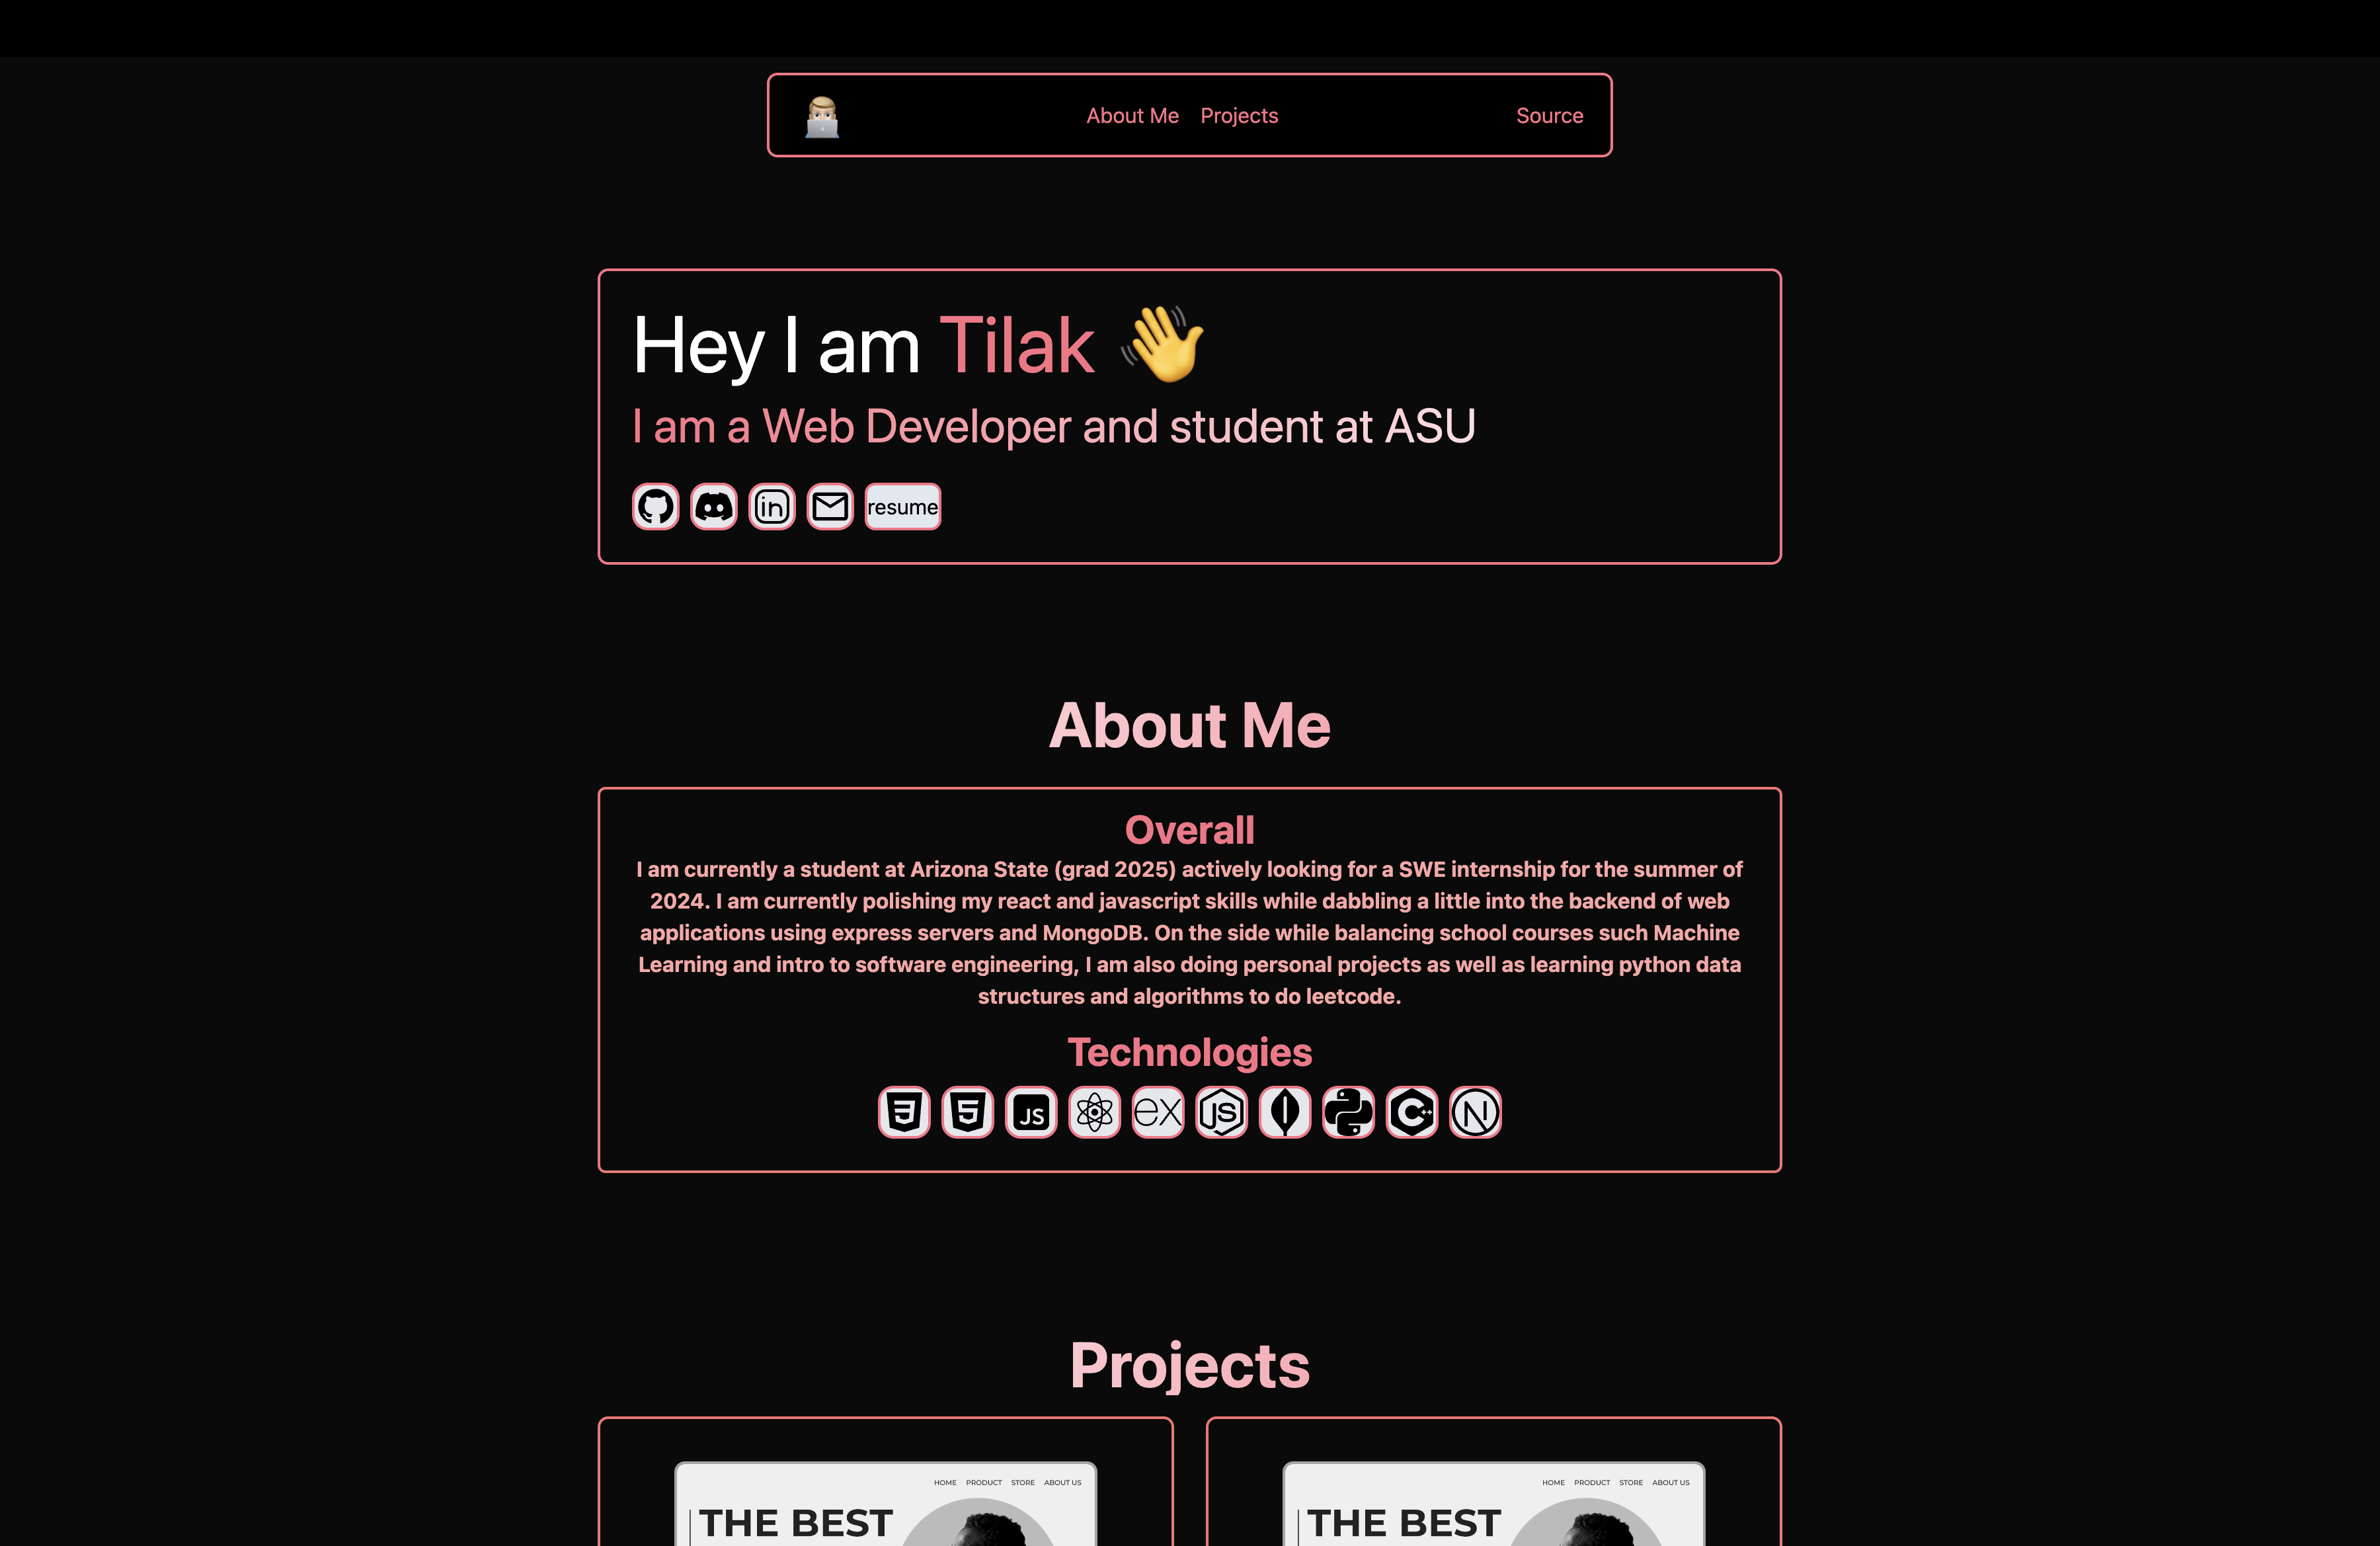 About Me Projects Source
Hey I am Tilak
I am a Web Developer and student at ASU
in resume
About Me
Overall
I am currently a student at Arizona State (grad 2025) actively looking for a SWE internship for the summer of
2024. I am currently polishing my react and javascript skills while dabbling a little into the backend of web
applications using express servers and MongoDB. On the side while balancing school courses such Machine
Learning and intro to software engineering, I am also doing personal projects as well as learning python data
structures and algorithms to do leetcode.
Technologies
3 5 JS ex JS C++ N
Projects
HOME PRODUCT STORE ABOUT US
THE BEST
HOME PRODUCT STORE ABOUT US
THE BEST